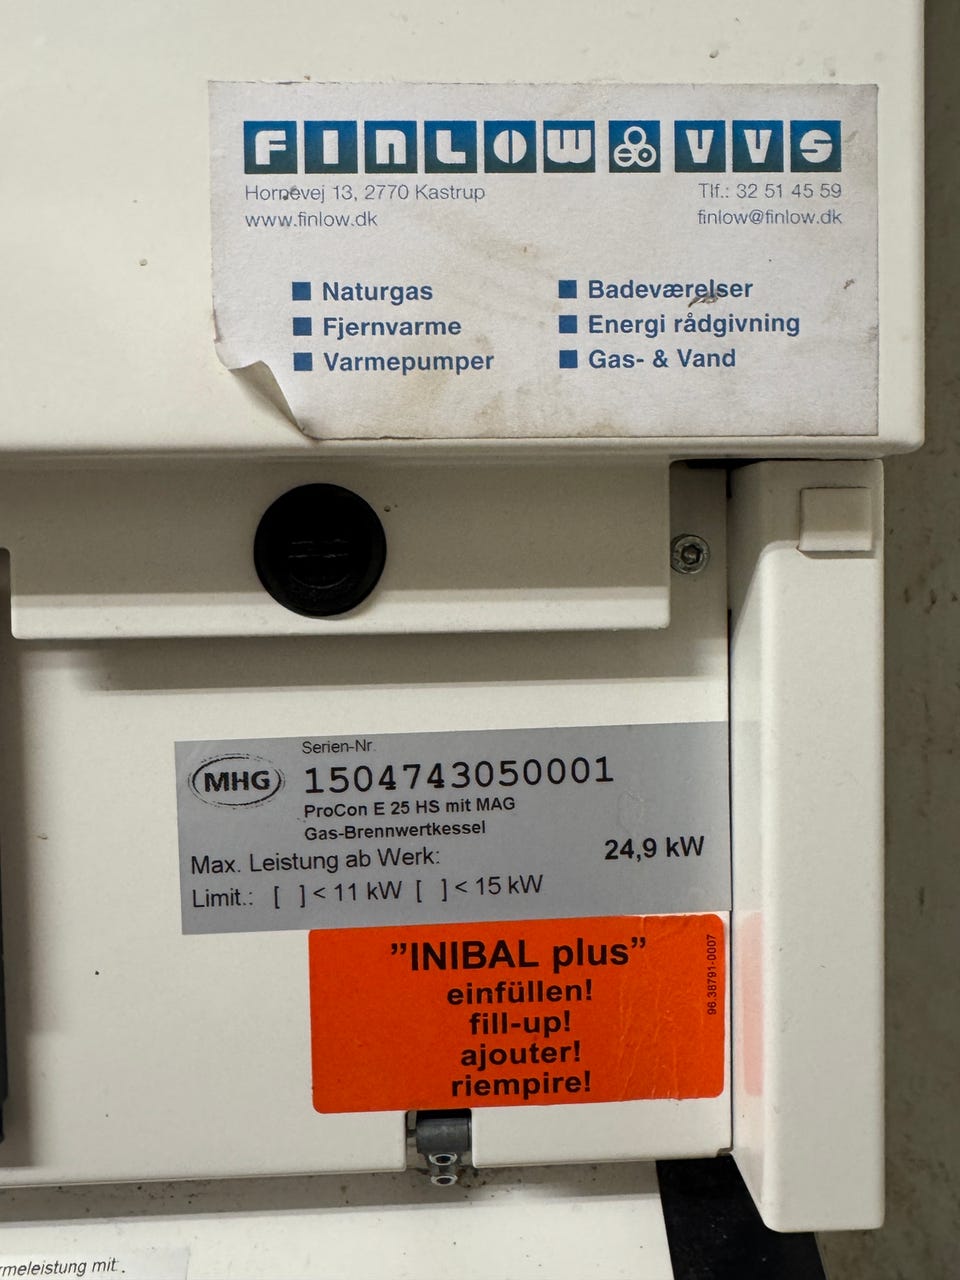 FINLOW VVS
Hornevej 13, 2770 Kastrup
Tlf.: 32 51 45 59
www.finlow.dk
finlow@finlow.dk
Naturgas
Badeværelser
Fjernvarme
Energi rådgivning
Varmepumper
Gas- & Vand
Serien-Nr.
MHG
1504743050001
ProCon E 25 HS mit MAG
Gas-Brennwertkessel
Max. Leistung ab Werk: 24,9 kW
Limit.: [ ] < 11 kW [ ] < 15 kW
"INIBAL plus"
einfüllen!
fill-up!
ajouter!
riempire!
96.38791-0007
rmeleistung mit